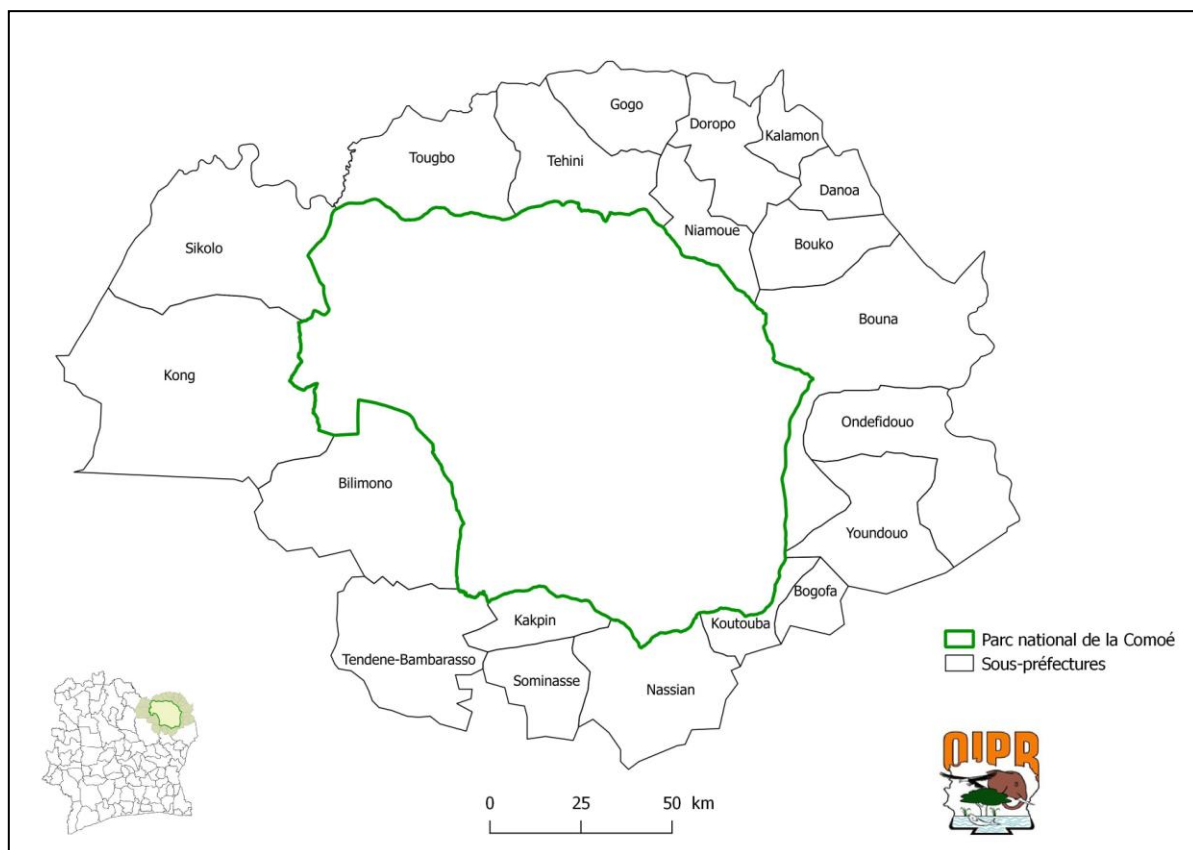 Gogo
Doropo
Kalamon
Tougbo
Tehini
Danoa
Niamoue
Bouko
Sikolo
Bouna
Kong
Ondefidouo
Bilimono
Youndouo
Bogofa
Kakpin
Koutouba
Tendene-Bambarasso
Sominasse
Nassian
Parc national de la Comoé
Sous-préfectures
OIPR
0 25 50 km